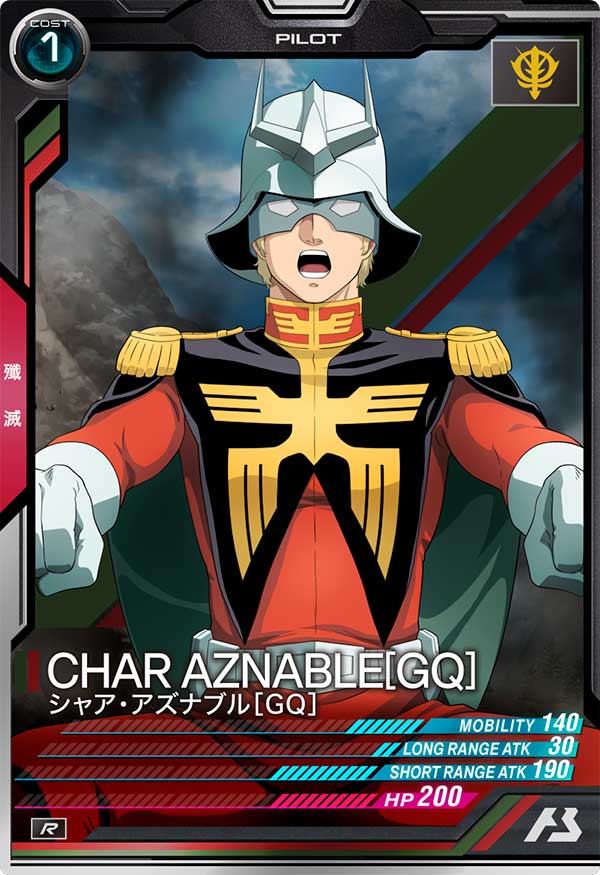 COST
1
PILOT
殲滅
CHAR AZNABLE[GQ]
シャア・アズナブル[GQ]
MOBILITY 140
LONG RANGE ATK 30
SHORT RANGE ATK 190
HP 200
R